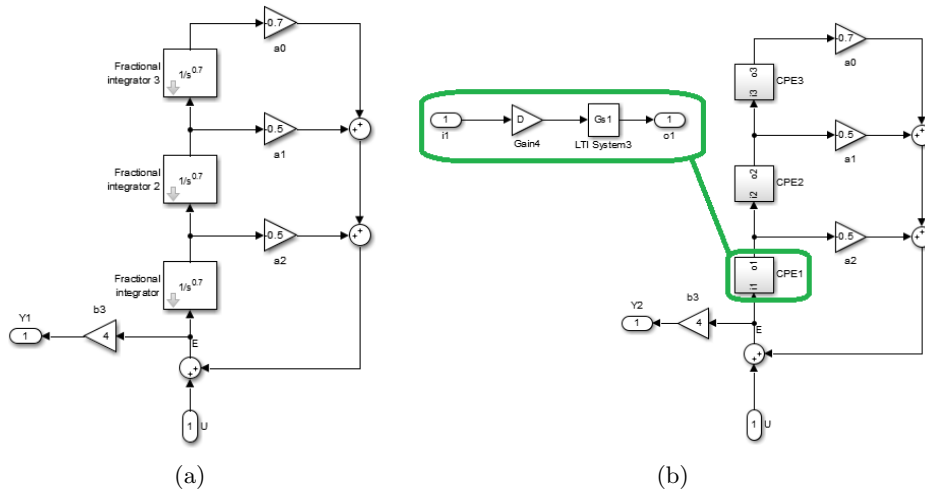 -0.7
a0
Fractional
integrator 3
1/s^0.7
-0.5
a1
Fractional
integrator 2
1/s^0.7
-0.5
a2
Fractional
integrator
1/s^0.7
Y1
1
b3
4
E
++
++
++
1
U
(a)
1
i1
D
Gain4
Gs1
LTI System3
1
o1
-0.7
a0
o3
i3
CPE3
-0.5
a1
o2
i2
CPE2
-0.5
a2
o1
i1
CPE1
Y2
1
b3
4
E
++
++
++
1
U
(b)